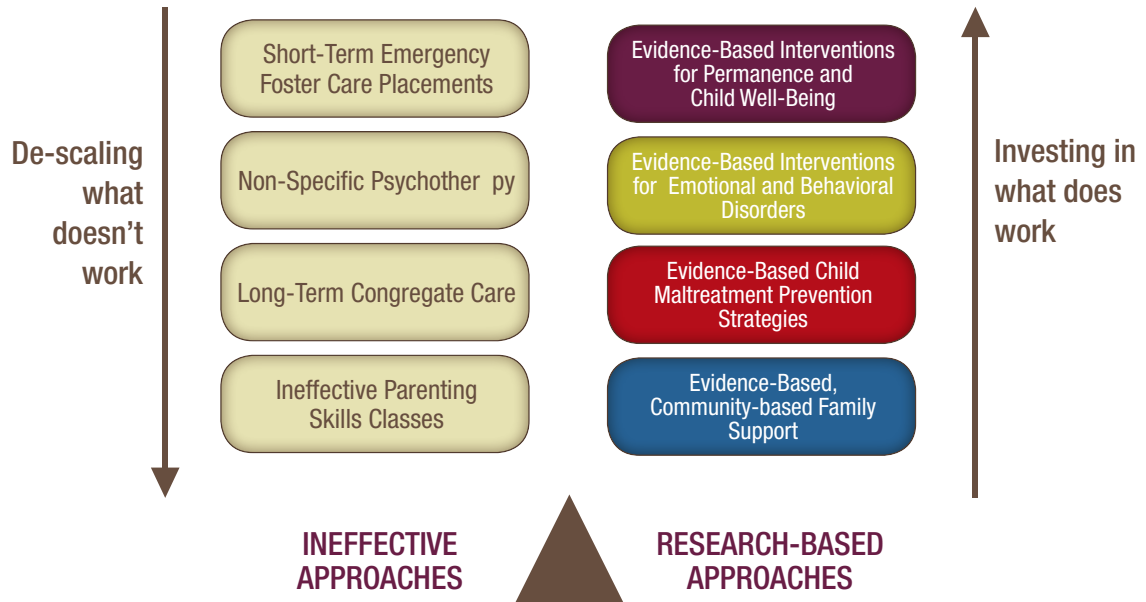 De-scaling
what
doesn't
work
Short-Term Emergency
Foster Care Placements
Non-Specific Psychother py
Long-Term Congregate Care
Ineffective Parenting
Skills Classes
INEFFECTIVE
APPROACHES
Evidence-Based Interventions
for Permanence and
Child Well-Being
Evidence-Based Interventions
for Emotional and Behavioral
Disorders
Evidence-Based Child
Maltreatment Prevention
Strategies
Evidence-Based,
Community-based Family
Support
RESEARCH-BASED
APPROACHES
Investing in
what does
work